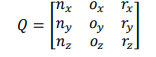 Q = [n_x o_x r_x
n_y o_y r_y
n_z o_z r_z]